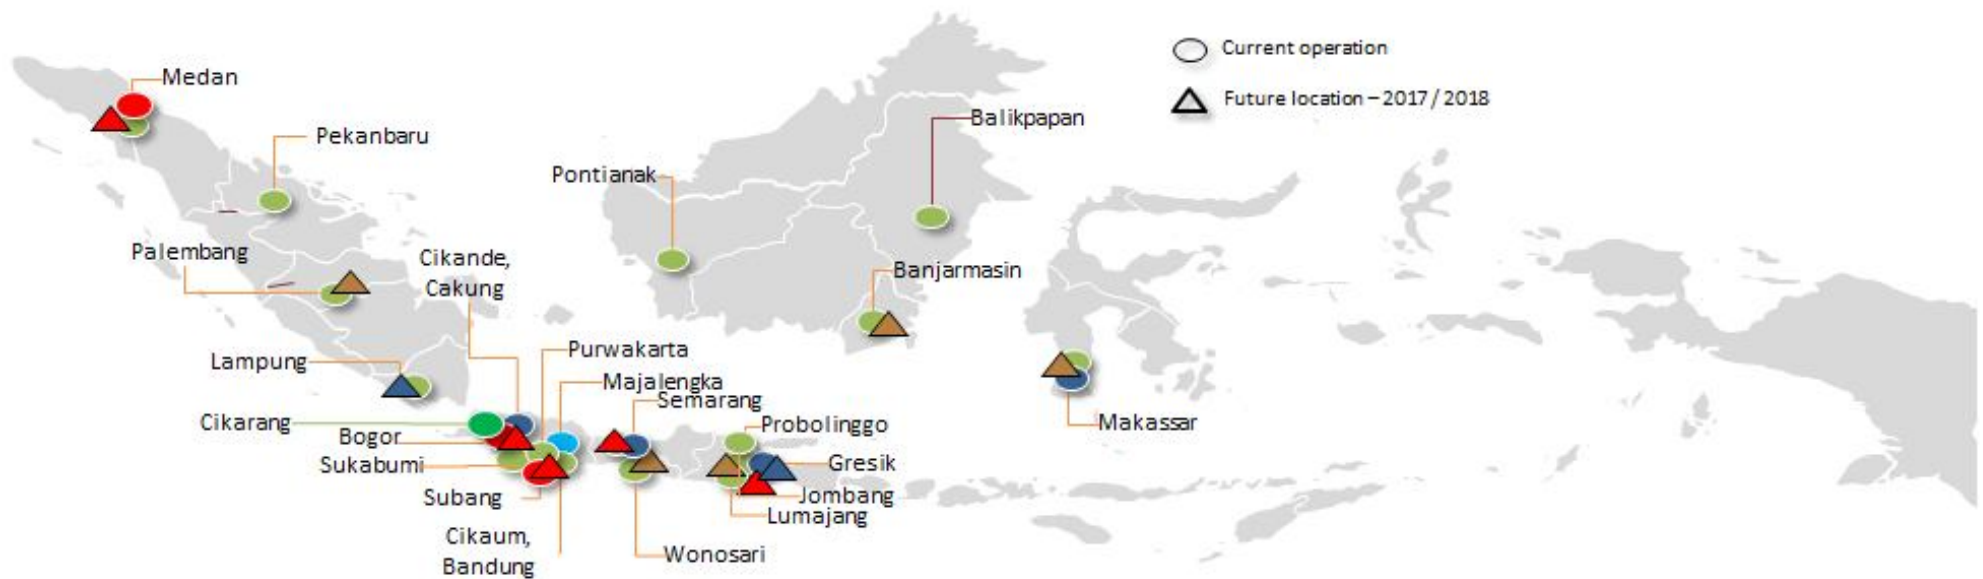 Current operation
Medan
Future location – 2017 / 2018
Balikpapan
Pekanbaru
Pontianak
Palembang
Cikande,
Cakung
Banjarmasin
Purwakarta
Lampung
Majalengka
Semarang
Cikarang
Probolinggo
Makassar
Bogor
Sukabumi
Gresik
Subang
Jombang
Lumajang
Cikaum,
Bandung
Wonosari